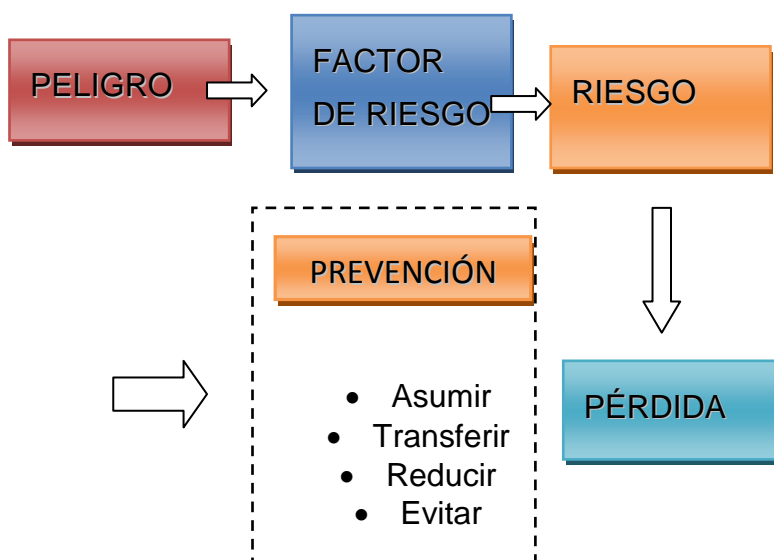 PELIGRO
FACTOR
DE RIESGO
RIESGO
PREVENCIÓN
• Asumir
• Transferir
• Reducir
• Evitar
PÉRDIDA